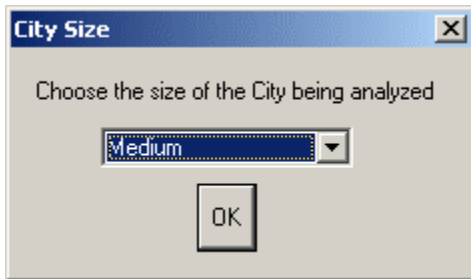 City Size
Choose the size of the City being analyzed
Medium
OK